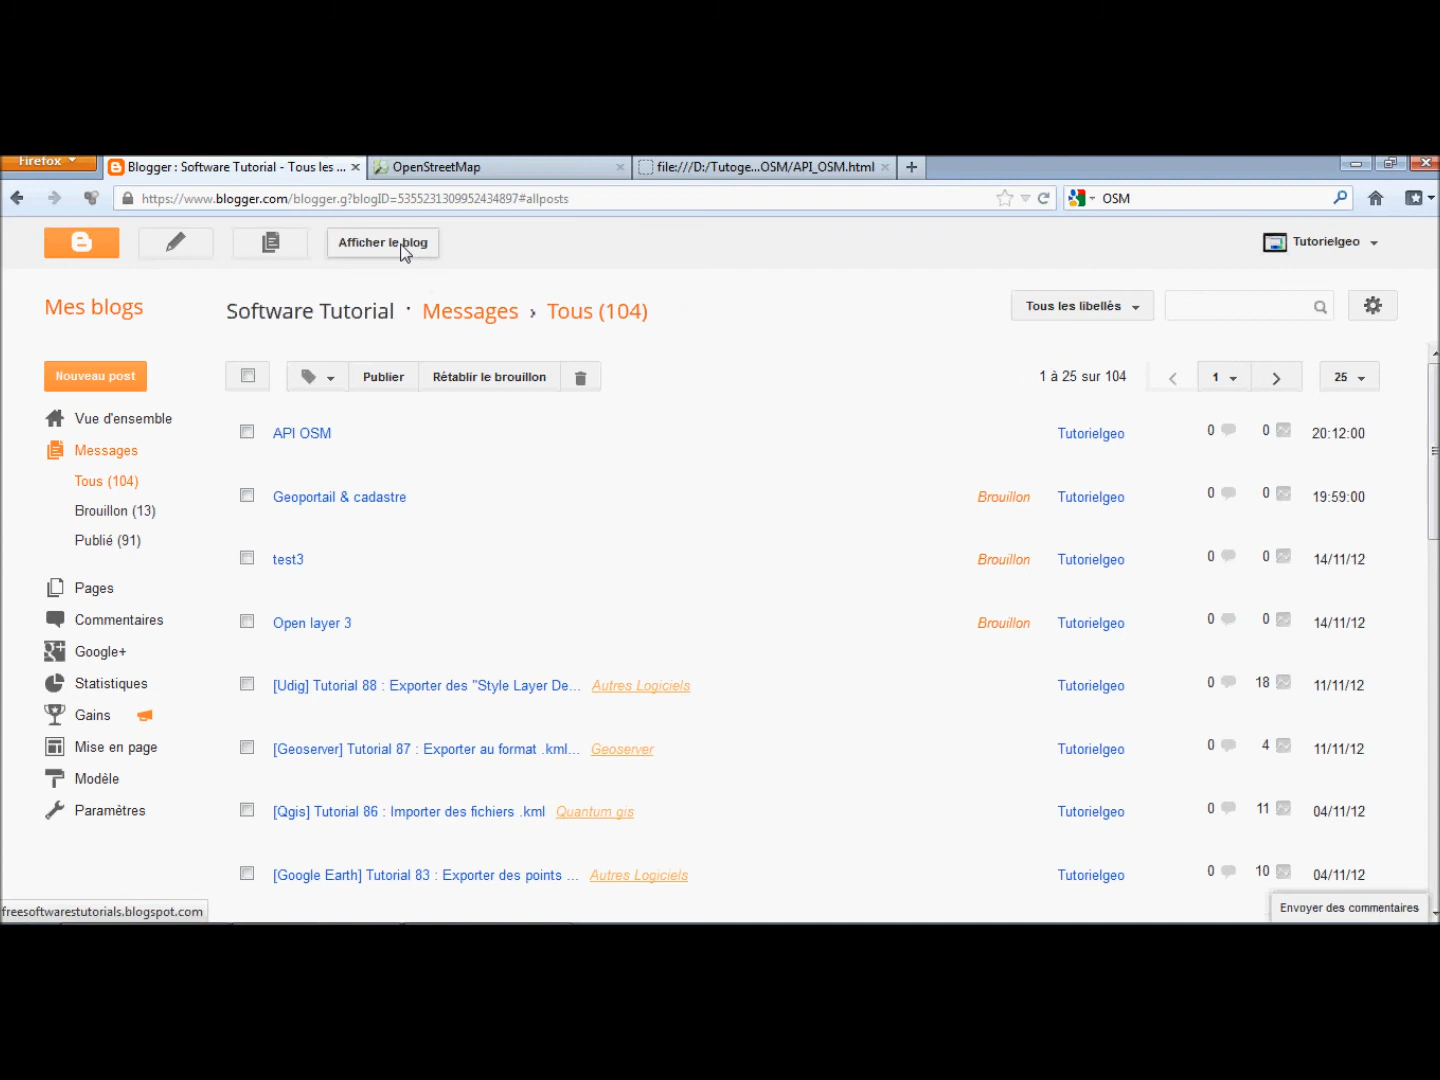 Firefox
Blogger : Software Tutorial - Tous les ...
OpenStreetMap
file:///D:/Tutoge...OSM/API_OSM.html
https://www.blogger.com/blogger.g?blogID=5355231309952434897#allposts
OSM
Afficher le blog
Tutorielgeo
Mes blogs
Software Tutorial · Messages › Tous (104)
Tous les libellés
Nouveau post
Publier
Rétablir le brouillon
1 à 25 sur 104
1
25
Vue d'ensemble
Messages
Tous (104)
Brouillon (13)
Publié (91)
Pages
Commentaires
Google+
Statistiques
Gains
Mise en page
Modèle
Paramètres
API OSM Tutorielgeo 0 0 20:12:00
Geoportail & cadastre Brouillon Tutorielgeo 0 0 19:59:00
test3 Brouillon Tutorielgeo 0 0 14/11/12
Open layer 3 Brouillon Tutorielgeo 0 0 14/11/12
[Udig] Tutorial 88 : Exporter des "Style Layer De... Autres Logiciels Tutorielgeo 0 18 11/11/12
[Geoserver] Tutorial 87 : Exporter au format .kml... Geoserver Tutorielgeo 0 4 11/11/12
[Qgis] Tutorial 86 : Importer des fichiers .kml Quantum gis Tutorielgeo 0 11 04/11/12
[Google Earth] Tutorial 83 : Exporter des points ... Autres Logiciels Tutorielgeo 0 10 04/11/12
freesoftwarestutorials.blogspot.com
Envoyer des commentaires